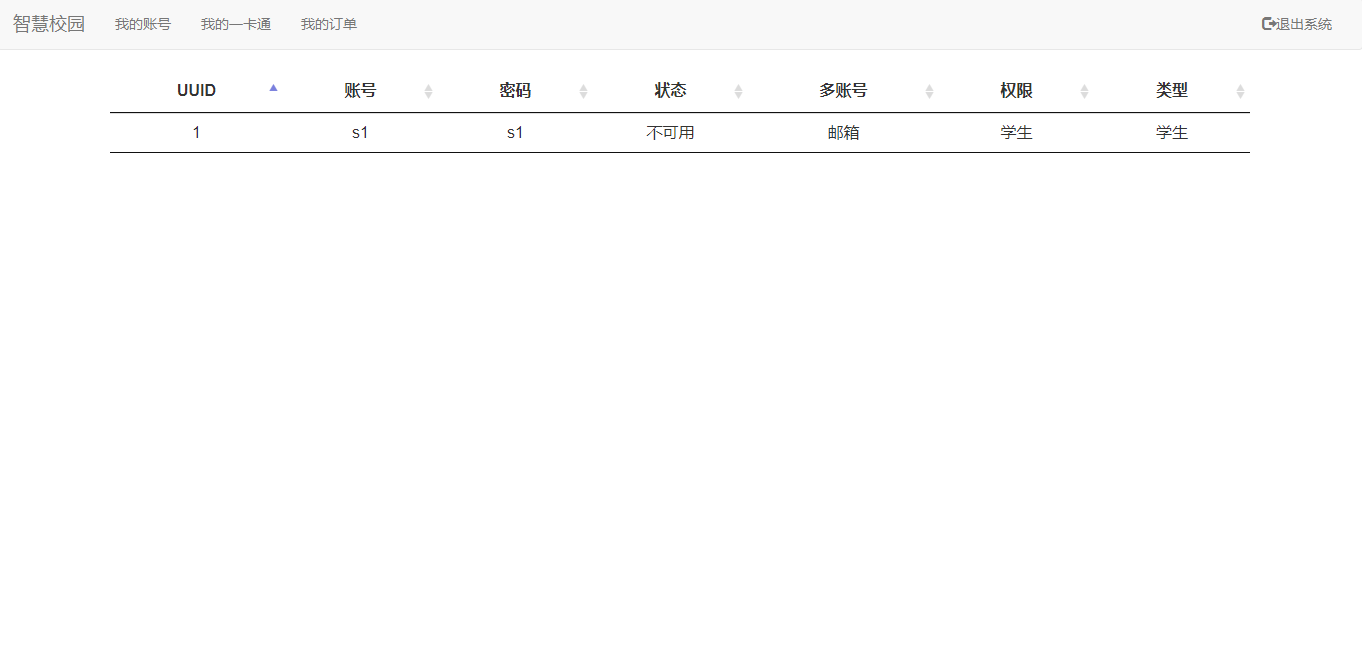 智慧校园 我的账号 我的一卡通 我的订单 退出系统
UUID 账号 密码 状态 多账号 权限 类型
1 s1 s1 不可用 邮箱 学生 学生